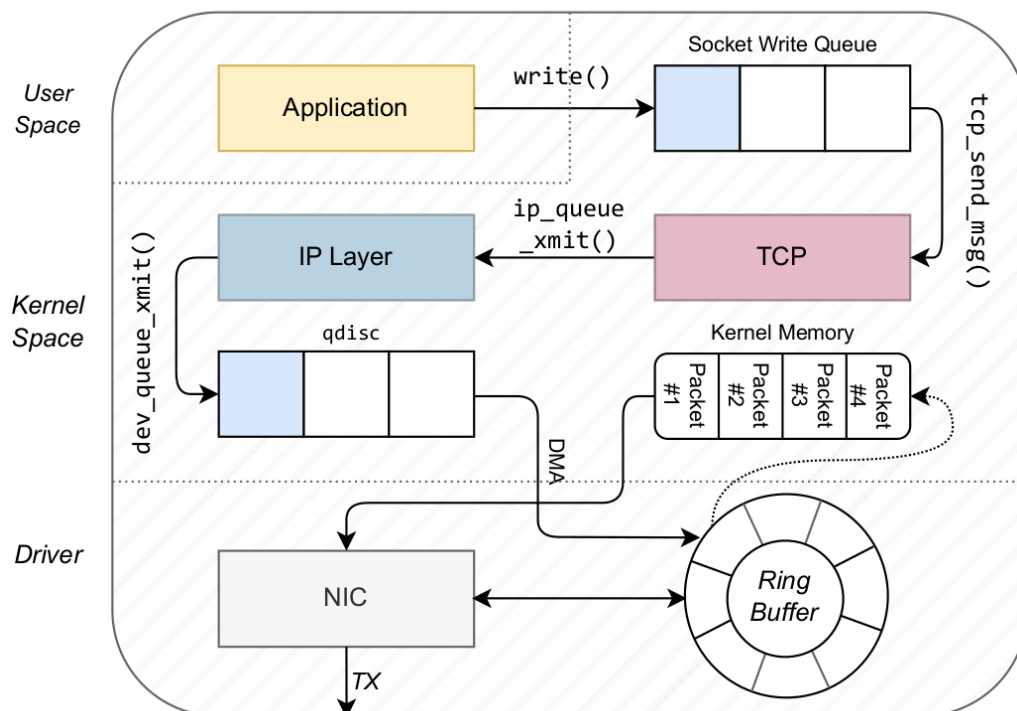 Socket Write Queue
User
Space
Application
write()
tcp_send_msg()
ip_queue
_xmit()
IP Layer
TCP
Kernel
Space
dev_queue_xmit()
qdisc
Kernel Memory
Packet
#1
Packet
#2
Packet
#3
Packet
#4
DMA
Driver
NIC
Ring
Buffer
TX